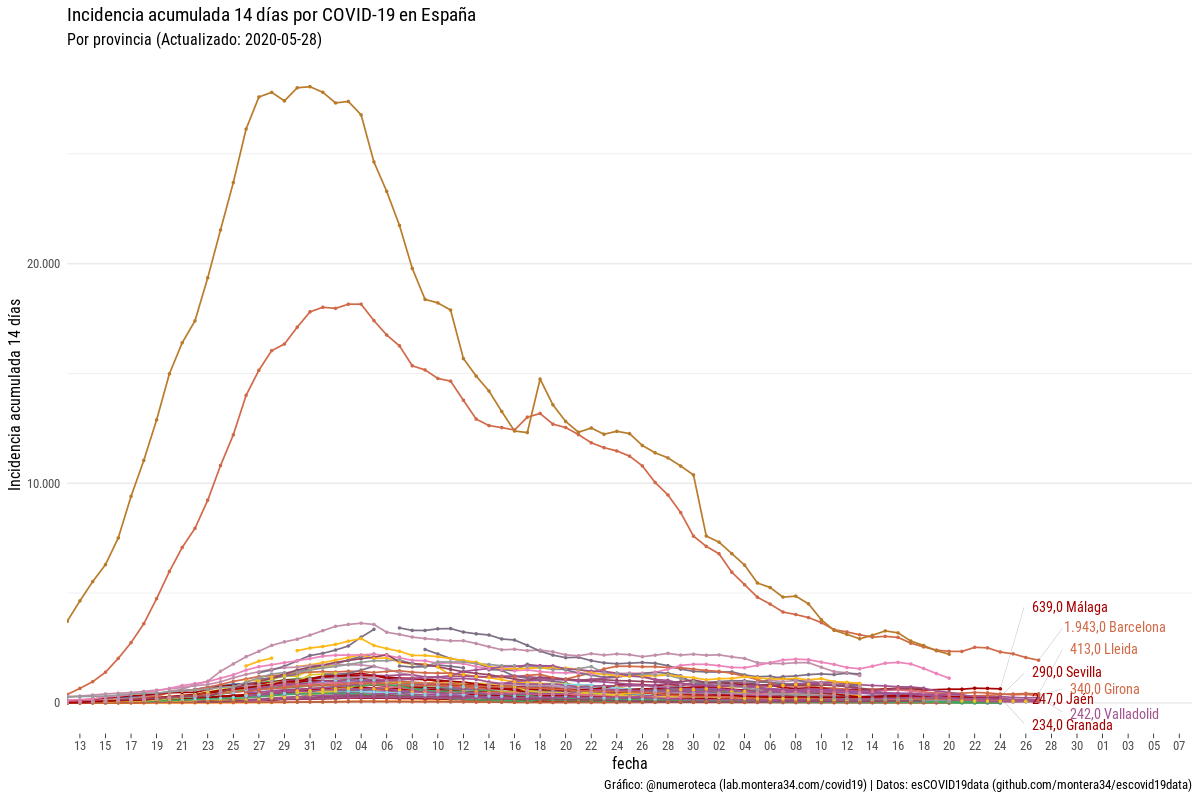 Incidencia acumulada 14 días por COVID-19 en España
Por provincia (Actualizado: 2020-05-28)
Incidencia acumulada 14 días
20.000
10.000
0
639,0 Málaga
1.943,0 Barcelona
413,0 Lleida
290,0 Sevilla
340,0 Girona
247,0 Jaén
242,0 Valladolid
234,0 Granada
13 15 17 19 21 23 25 27 29 31 02 04 06 08 10 12 14 16 18 20 22 24 26 28 30 02 04 06 08 10 12 14 16 18 20 22 24 26 28 30 01 03 05 07
fecha
Gráfico: @numeroteca (lab.montera34.com/covid19) | Datos: esCOVID19data (github.com/montera34/escovid19data)